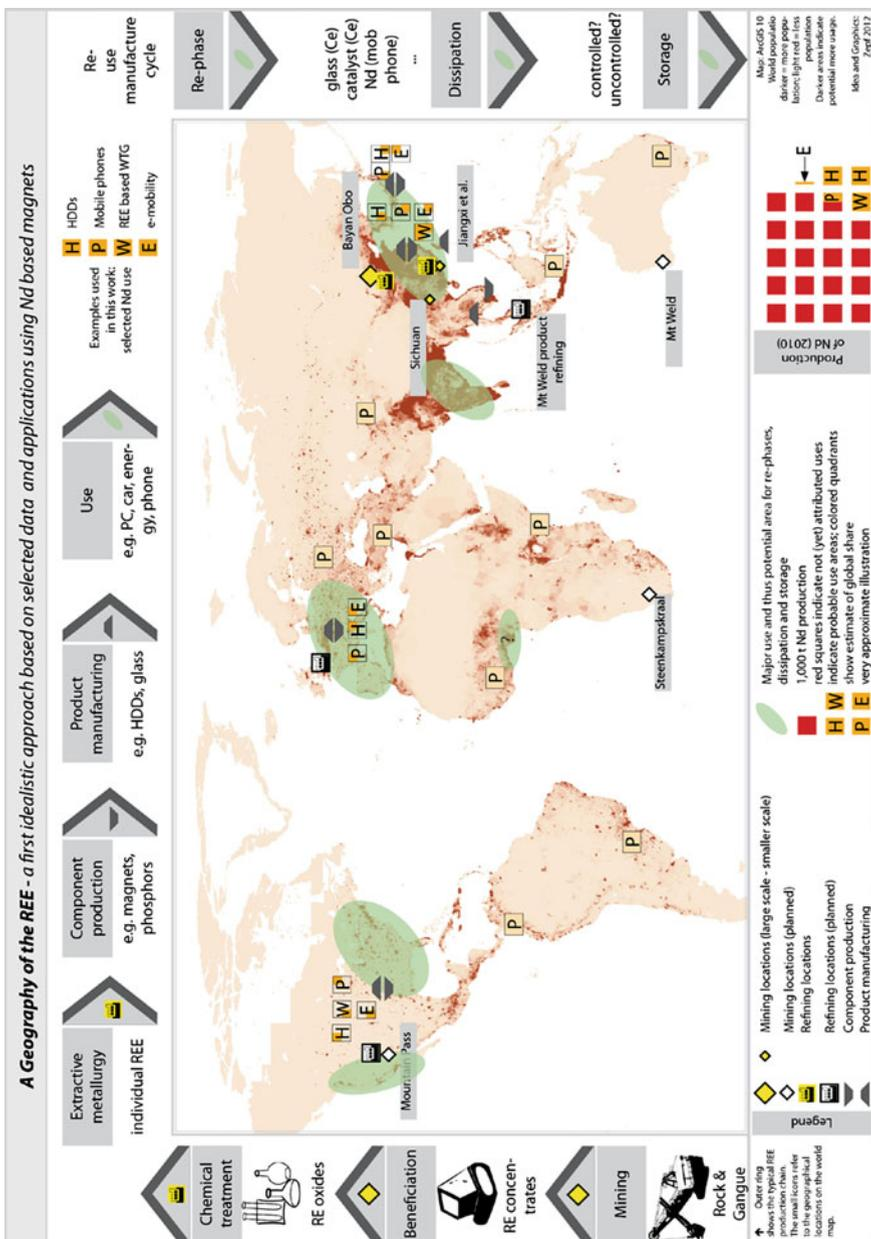 A Geography of the REE - a first idealistic approach based on selected data and applications using Nd based magnets
Extractive
metallurgy
individual REE
Component
production
e.g. magnets,
phosphors
Product
manufacturing
e.g. HDDs, glass
Use
e.g. PC, car, ener-
gy, phone
Examples used
in this work:
selected Nd use
H HDDs
P Mobile phones
W REE based WTG
E e-mobility
Re-
use
manufacture
cycle
Re-phase
glass (Ce)
catalyst (Ce)
Nd (mob
phone)
...
Dissipation
controlled?
uncontrolled?
Storage
Chemical
treatment
RE oxides
Beneficiation
RE concen-
trates
Mining
Rock &
Gangue
H W P
E
Mountain Pass
P
P
P H E
P
P
P
?
P
P
Steenkampskraal
Sichuan
Bayan Obo
H
P
W E
P H
E
Jiangxi et al.
Mt Weld product
refining
P
Mt Weld
P
Outer ring
shows the typical REE
production chain.
The small icons refer
to the geographical
locations on the world
map.
Legend
Mining locations (large scale - smaller scale)
Mining locations (planned)
Refining locations
Refining locations (planned)
Component production
Product manufacturing
Major use and thus potential area for re-phases,
dissipation and storage
1,000 t Nd production
red squares indicate not (yet) attributed uses
H W indicate probable use areas; colored quadrants
show estimate of global share
P E very approximate illustration
Production
of Nd (2010)
E
P H
W H
Map: ArcGIS 10
World populatio
darker = more popu-
lation; light red = less
population
Darker areas indicate
potential more usage.
Idea and Graphics:
Zepf 2012